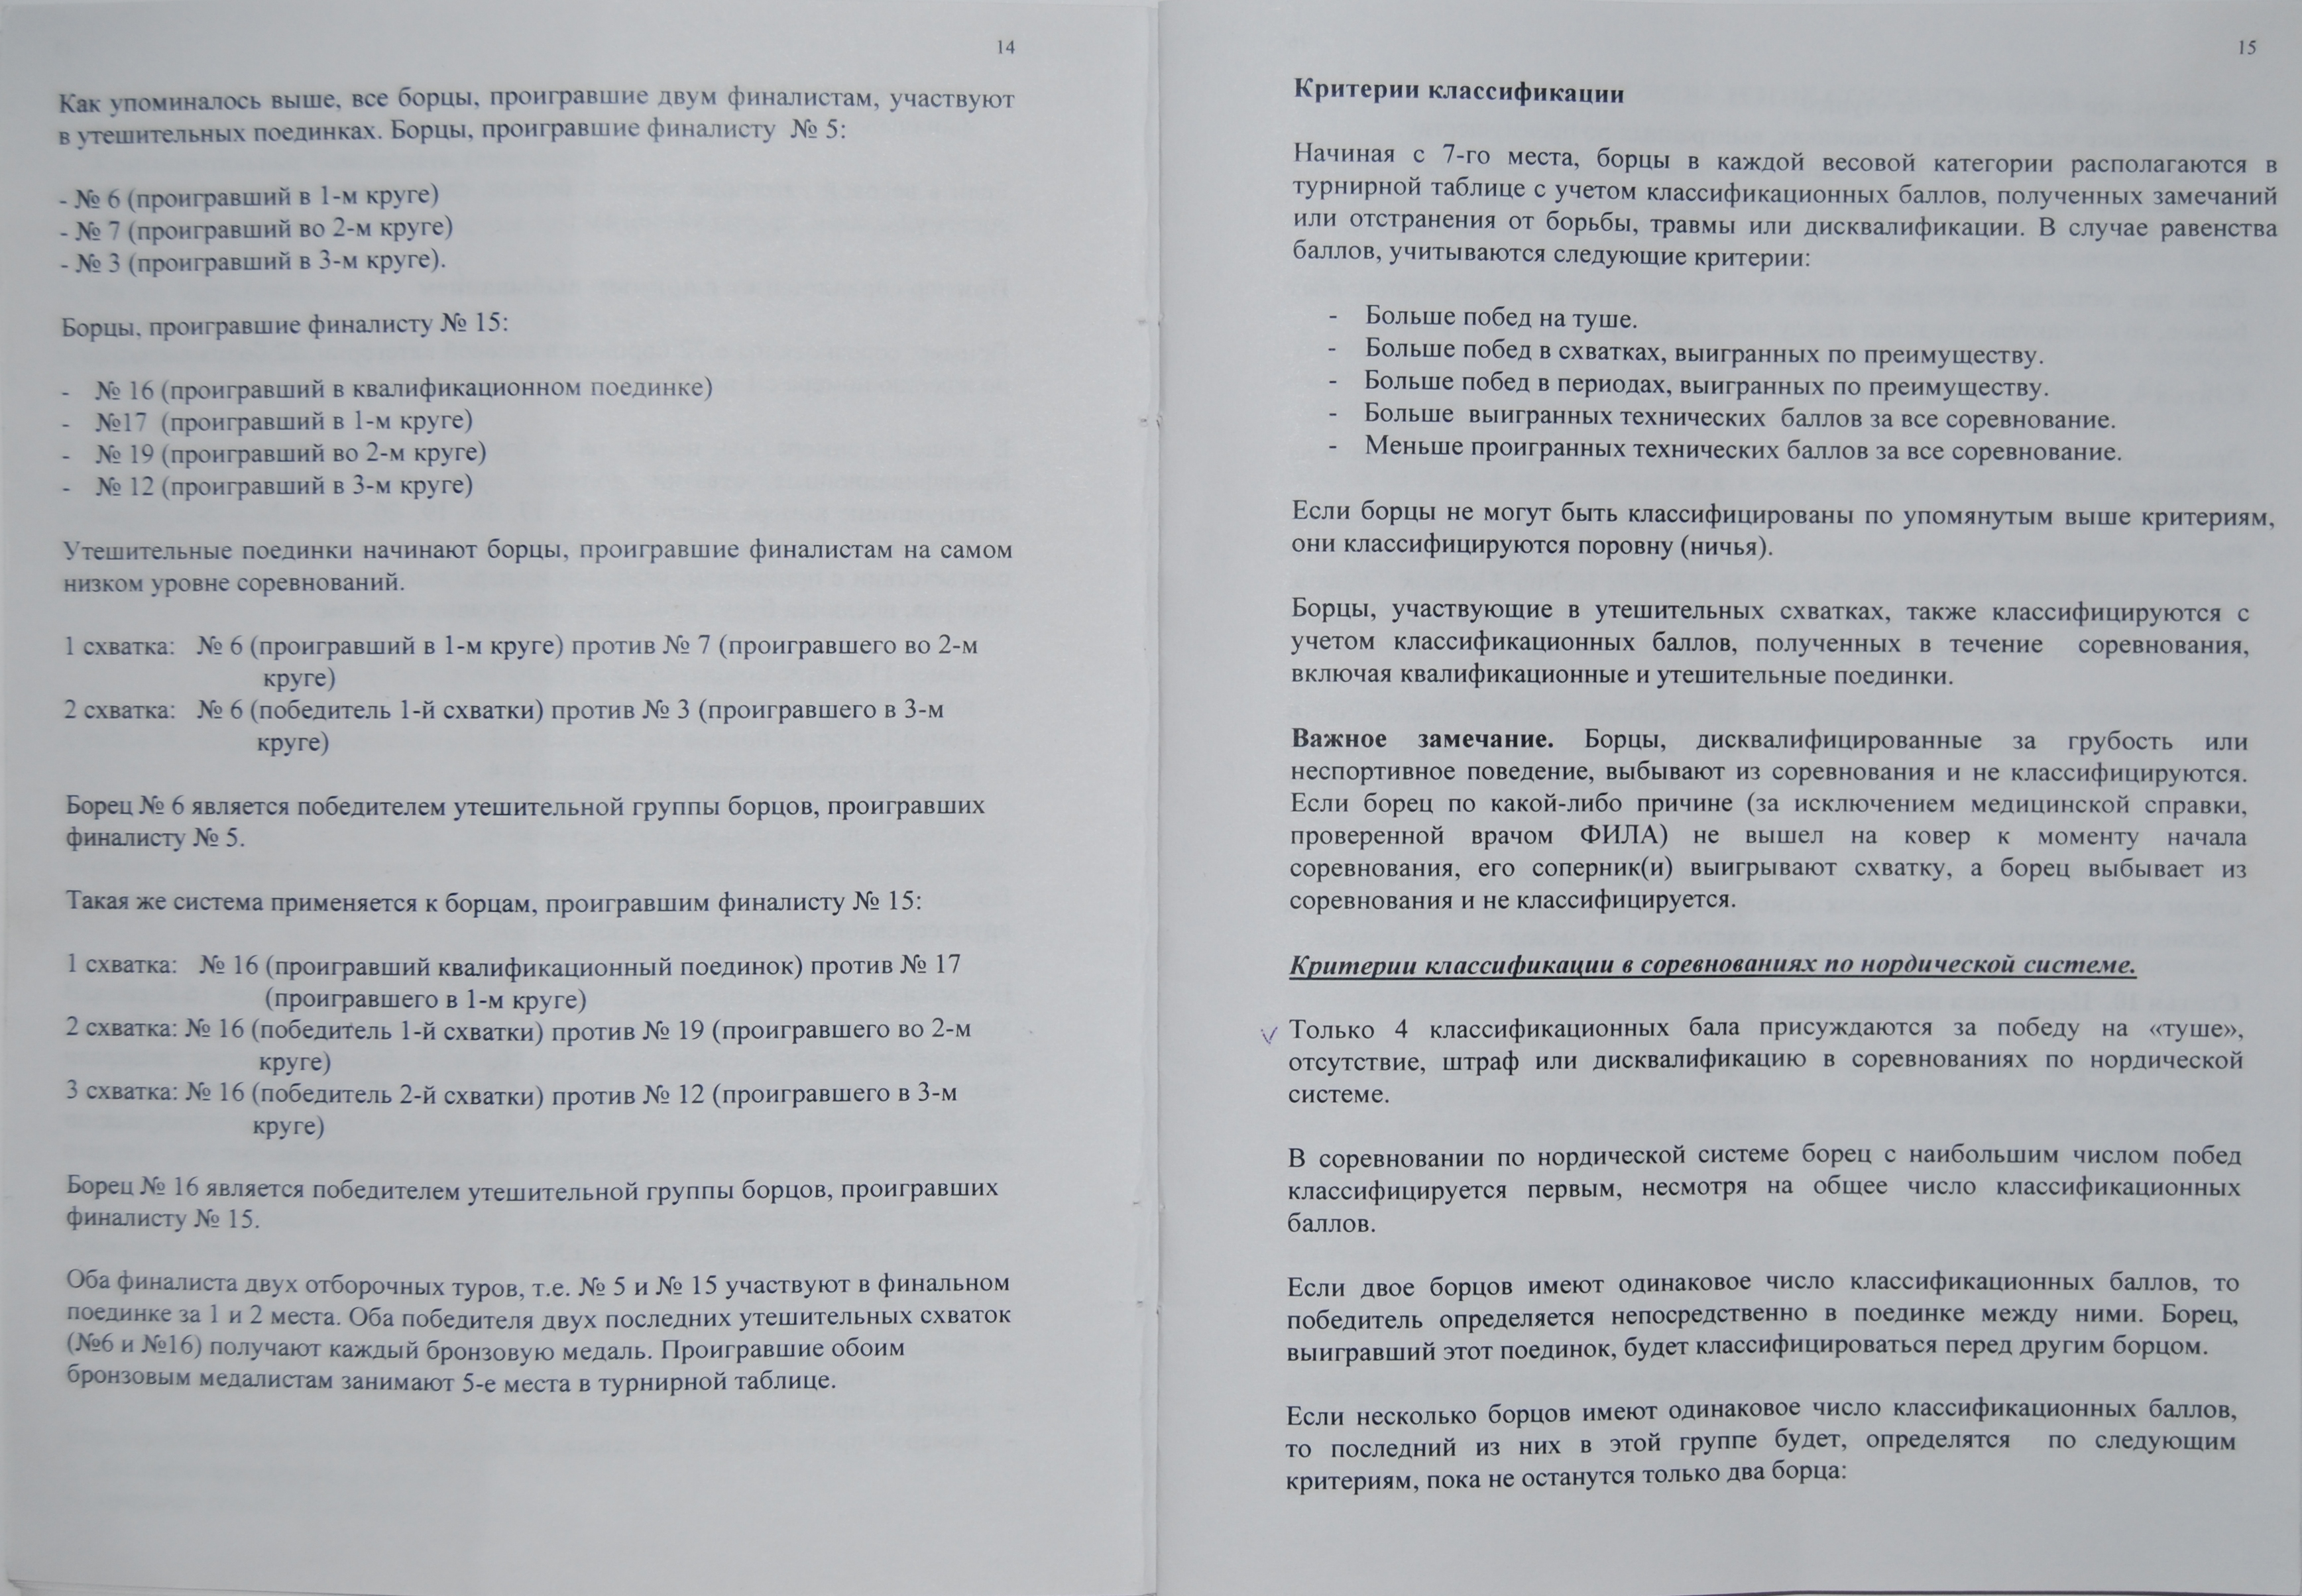 14
Как упоминалось выше, все борцы, проигравшие двум финалистам, участвуют
в утешительных поединках. Борцы, проигравшие финалисту № 5:
- № 6 (проигравший в 1-м круге)
- № 7 (проигравший во 2-м круге)
- № 3 (проигравший в 3-м круге).
Борцы, проигравшие финалисту № 15:
- № 16 (проигравший в квалификационном поединке)
- №17 (проигравший в 1-м круге)
- № 19 (проигравший во 2-м круге)
- № 12 (проигравший в 3-м круге)
Утешительные поединки начинают борцы, проигравшие финалистам на самом
низком уровне соревнований.
1 схватка: № 6 (проигравший в 1-м круге) против № 7 (проигравшего во 2-м
круге)
2 схватка: № 6 (победитель 1-й схватки) против № 3 (проигравшего в 3-м
круге)
Борец № 6 является победителем утешительной группы борцов, проигравших
финалисту № 5.
Такая же система применяется к борцам, проигравшим финалисту № 15:
1 схватка: № 16 (проигравший квалификационный поединок) против № 17
(проигравшего в 1-м круге)
2 схватка: № 16 (победитель 1-й схватки) против № 19 (проигравшего во 2-м
круге)
3 схватка: № 16 (победитель 2-й схватки) против № 12 (проигравшего в 3-м
круге)
Борец № 16 является победителем утешительной группы борцов, проигравших
финалисту № 15.
Оба финалиста двух отборочных туров, т.е. № 5 и № 15 участвуют в финальном
поединке за 1 и 2 места. Оба победителя двух последних утешительных схваток
(№6 и №16) получают каждый бронзовую медаль. Проигравшие обоим
бронзовым медалистам занимают 5-е места в турнирной таблице.
15
Критерии классификации
Начиная с 7-го места, борцы в каждой весовой категории располагаются в
турнирной таблице с учетом классификационных баллов, полученных замечаний
или отстранения от борьбы, травмы или дисквалификации. В случае равенства
баллов, учитываются следующие критерии:
- Больше побед на туше.
- Больше побед в схватках, выигранных по преимуществу.
- Больше побед в периодах, выигранных по преимуществу.
- Больше выигранных технических баллов за все соревнование.
- Меньше проигранных технических баллов за все соревнование.
Если борцы не могут быть классифицированы по упомянутым выше критериям,
они классифицируются поровну (ничья).
Борцы, участвующие в утешительных схватках, также классифицируются с
учетом классификационных баллов, полученных в течение соревнования,
включая квалификационные и утешительные поединки.
Важное замечание. Борцы, дисквалифицированные за грубость или
неспортивное поведение, выбывают из соревнования и не классифицируются.
Если борец по какой-либо причине (за исключением медицинской справки,
проверенной врачом ФИЛА) не вышел на ковер к моменту начала
соревнования, его соперник(и) выигрывают схватку, а борец выбывает из
соревнования и не классифицируется.
Критерии классификации в соревнованиях по нордической системе.
Только 4 классификационных бала присуждаются за победу на «туше»,
отсутствие, штраф или дисквалификацию в соревнованиях по нордической
системе.
В соревновании по нордической системе борец с наибольшим числом побед
классифицируется первым, несмотря на общее число классификационных
баллов.
Если двое борцов имеют одинаковое число классификационных баллов, то
победитель определяется непосредственно в поединке между ними. Борец,
выигравший этот поединок, будет классифицироваться перед другим борцом.
Если несколько борцов имеют одинаковое число классификационных баллов,
то последний из них в этой группе будет, определятся по следующим
критериям, пока не останутся только два борца: